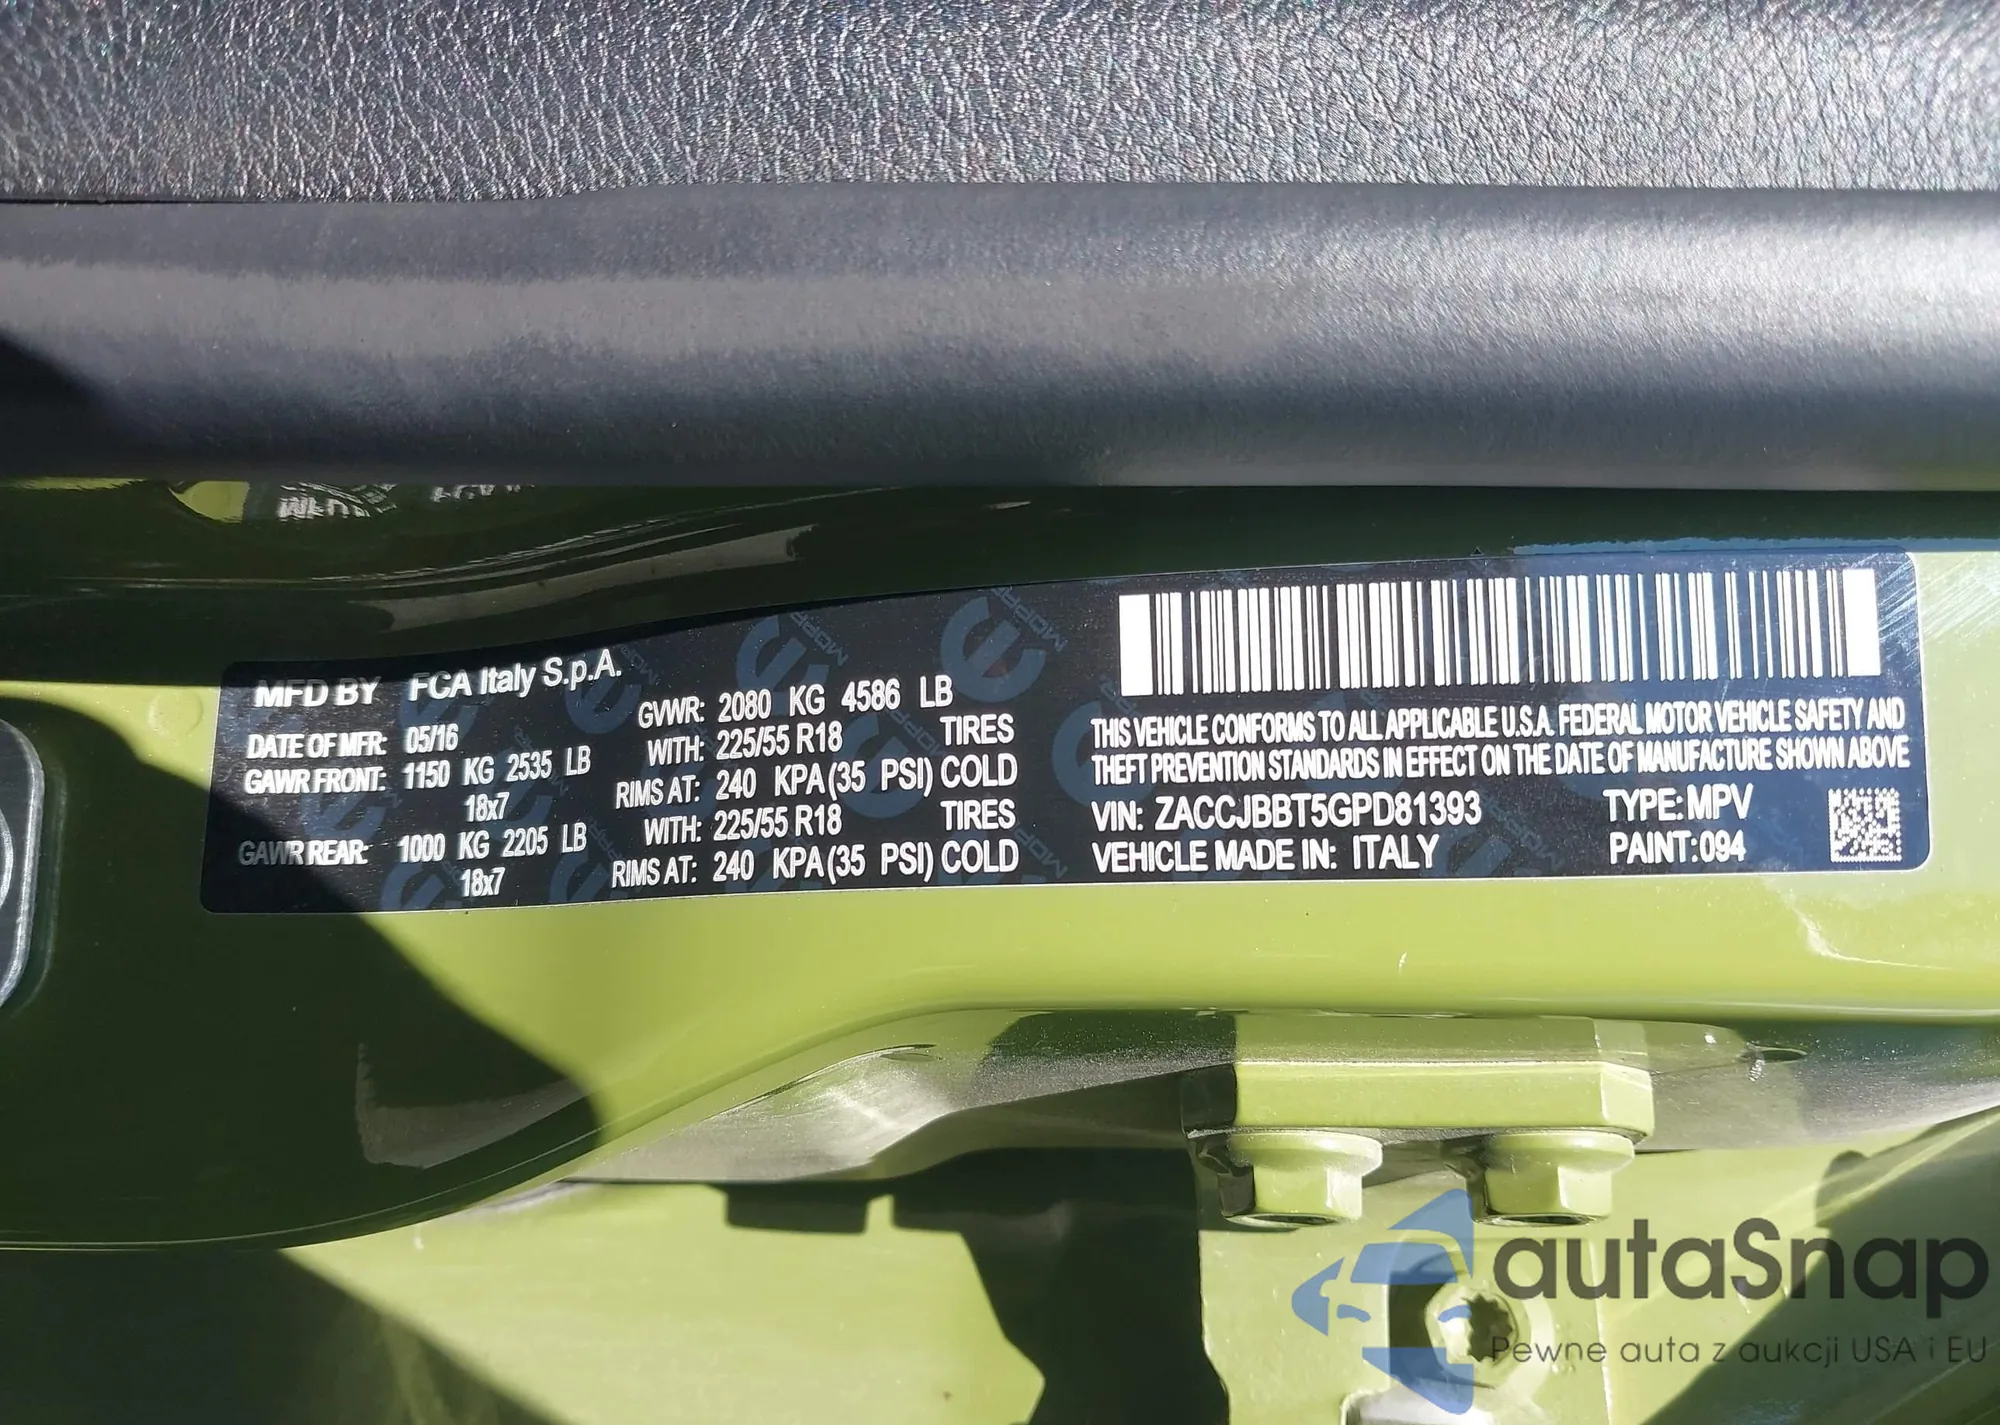 MFD BY FCA Italy S.p.A.
DATE OF MFR: 05/16 GVWR: 2080 KG 4586 LB
GAWR FRONT: 1150 KG 2535 LB WITH: 225/55 R18 TIRES
18x7 RIMS AT: 240 KPA(35 PSI) COLD
GAWR REAR: 1000 KG 2205 LB WITH: 225/55 R18 TIRES
18x7 RIMS AT: 240 KPA(35 PSI) COLD
THIS VEHICLE CONFORMS TO ALL APPLICABLE U.S.A. FEDERAL MOTOR VEHICLE SAFETY AND
THEFT PREVENTION STANDARDS IN EFFECT ON THE DATE OF MANUFACTURE SHOWN ABOVE
VIN: ZACCJBBT5GPD81393 TYPE: MPV
VEHICLE MADE IN: ITALY PAINT: 094
autaSnap
Pewne auta z aukcji USA i EU